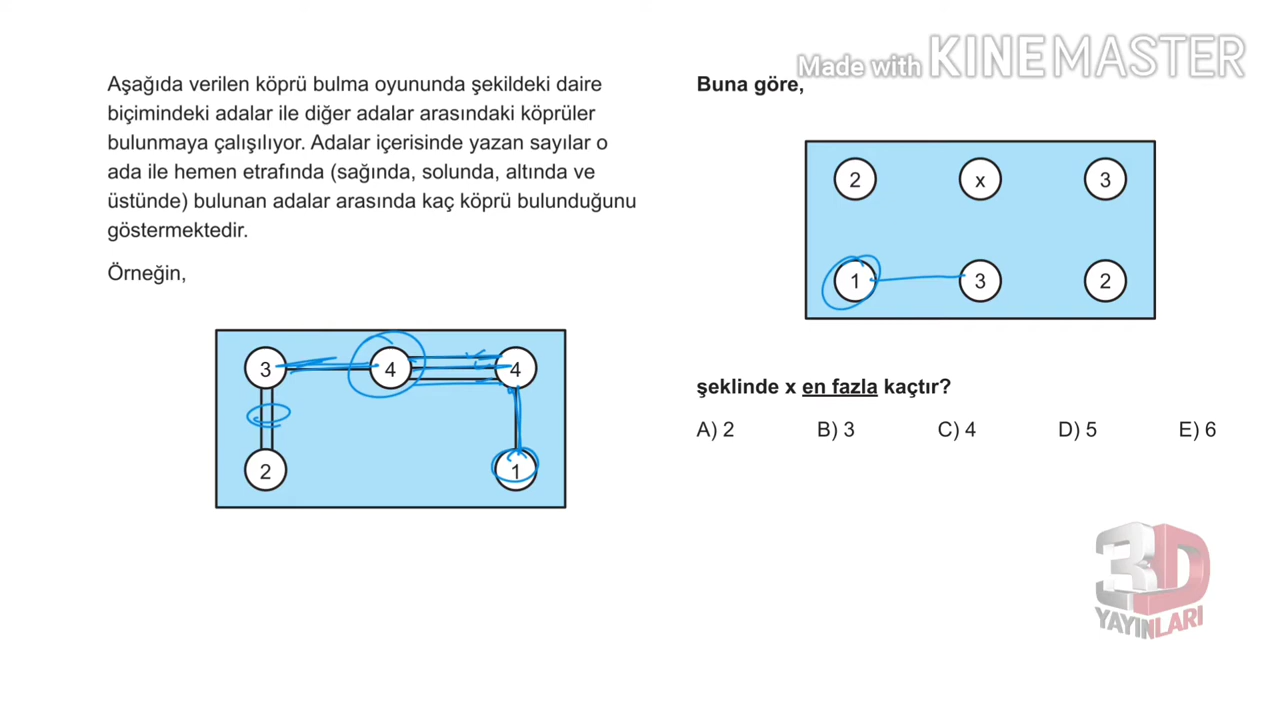 Made with KINEMASTER
Aşağıda verilen köprü bulma oyununda şekildeki daire
biçimindeki adalar ile diğer adalar arasındaki köprüler
bulunmaya çalışılıyor. Adalar içerisinde yazan sayılar o
ada ile hemen etrafında (sağında, solunda, altında ve
üstünde) bulunan adalar arasında kaç köprü bulunduğunu
göstermektedir.
Örneğin,
3 4 4
2 1
Buna göre,
2 x 3
1 3 2
şeklinde x en fazla kaçtır?
A) 2 B) 3 C) 4 D) 5 E) 6
3D
YAYINLARI